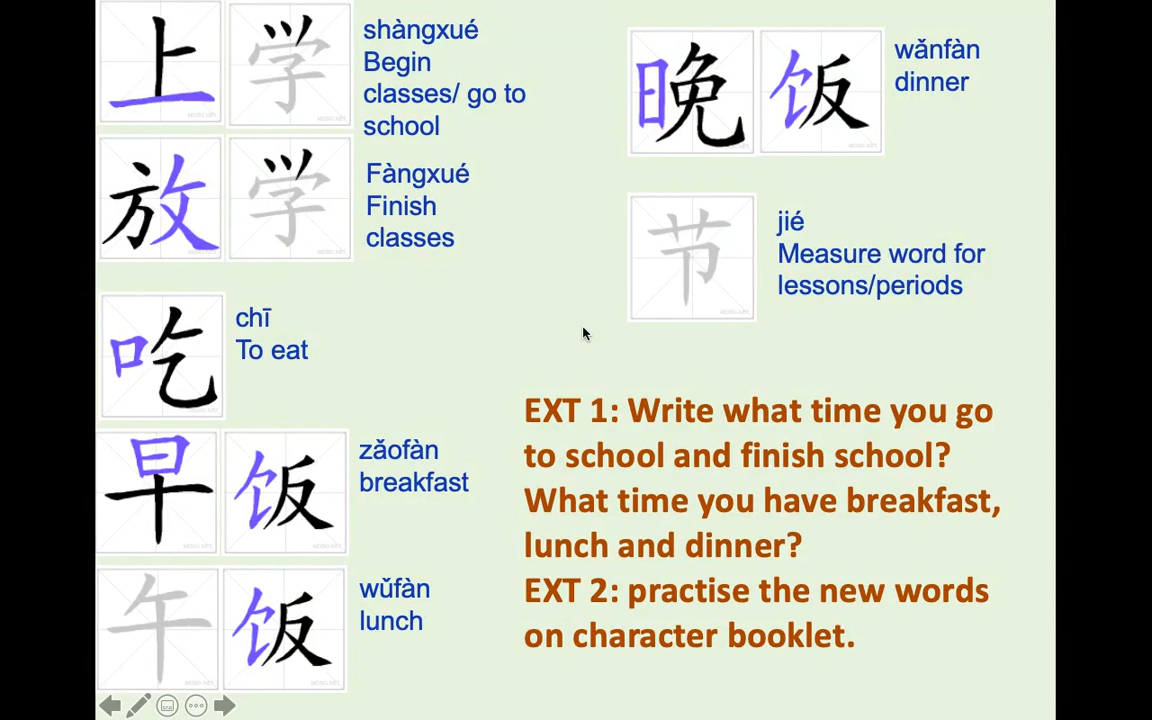 上学
shàngxué
Begin
classes/ go to
school
放学
Fàngxué
Finish
classes
吃
chī
To eat
早饭
zǎofàn
breakfast
午饭
wǔfàn
lunch
晚饭
wǎnfàn
dinner
节
jié
Measure word for
lessons/periods
EXT 1: Write what time you go
to school and finish school?
What time you have breakfast,
lunch and dinner?
EXT 2: practise the new words
on character booklet.